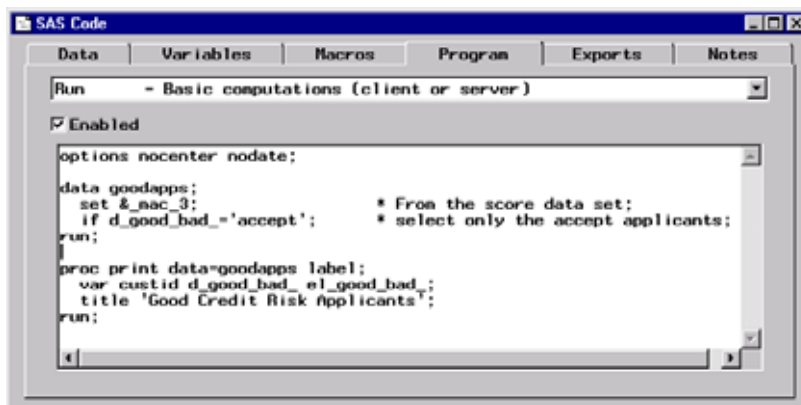 SAS Code
Data Variables Macros Program Exports Notes
Run - Basic computations (client or server)
Enabled
options nocenter nodate;
data goodapps;
set &_mac_3; * From the score data set;
if d_good_bad_='accept'; * select only the accept applicants;
run;
proc print data=goodapps label;
var custid d_good_bad_ el_good_bad_;
title 'Good Credit Risk Applicants';
run;